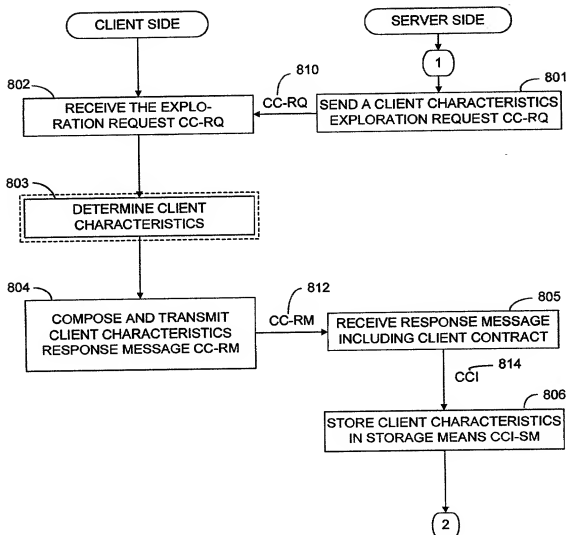 CLIENT SIDE
SERVER SIDE
1
810
802
CC-RQ
801
RECEIVE THE EXPLO-
RATION REQUEST CC-RQ
SEND A CLIENT CHARACTERISTICS
EXPLORATION REQUEST CC-RQ
803
DETERMINE CLIENT
CHARACTERISTICS
804
812
805
COMPOSE AND TRANSMIT
CLIENT CHARACTERISTICS
RESPONSE MESSAGE CC-RM
CC-RM
RECEIVE RESPONSE MESSAGE
INCLUDING CLIENT CONTRACT
814
CCI
806
STORE CLIENT CHARACTERISTICS
IN STORAGE MEANS CCI-SM
2